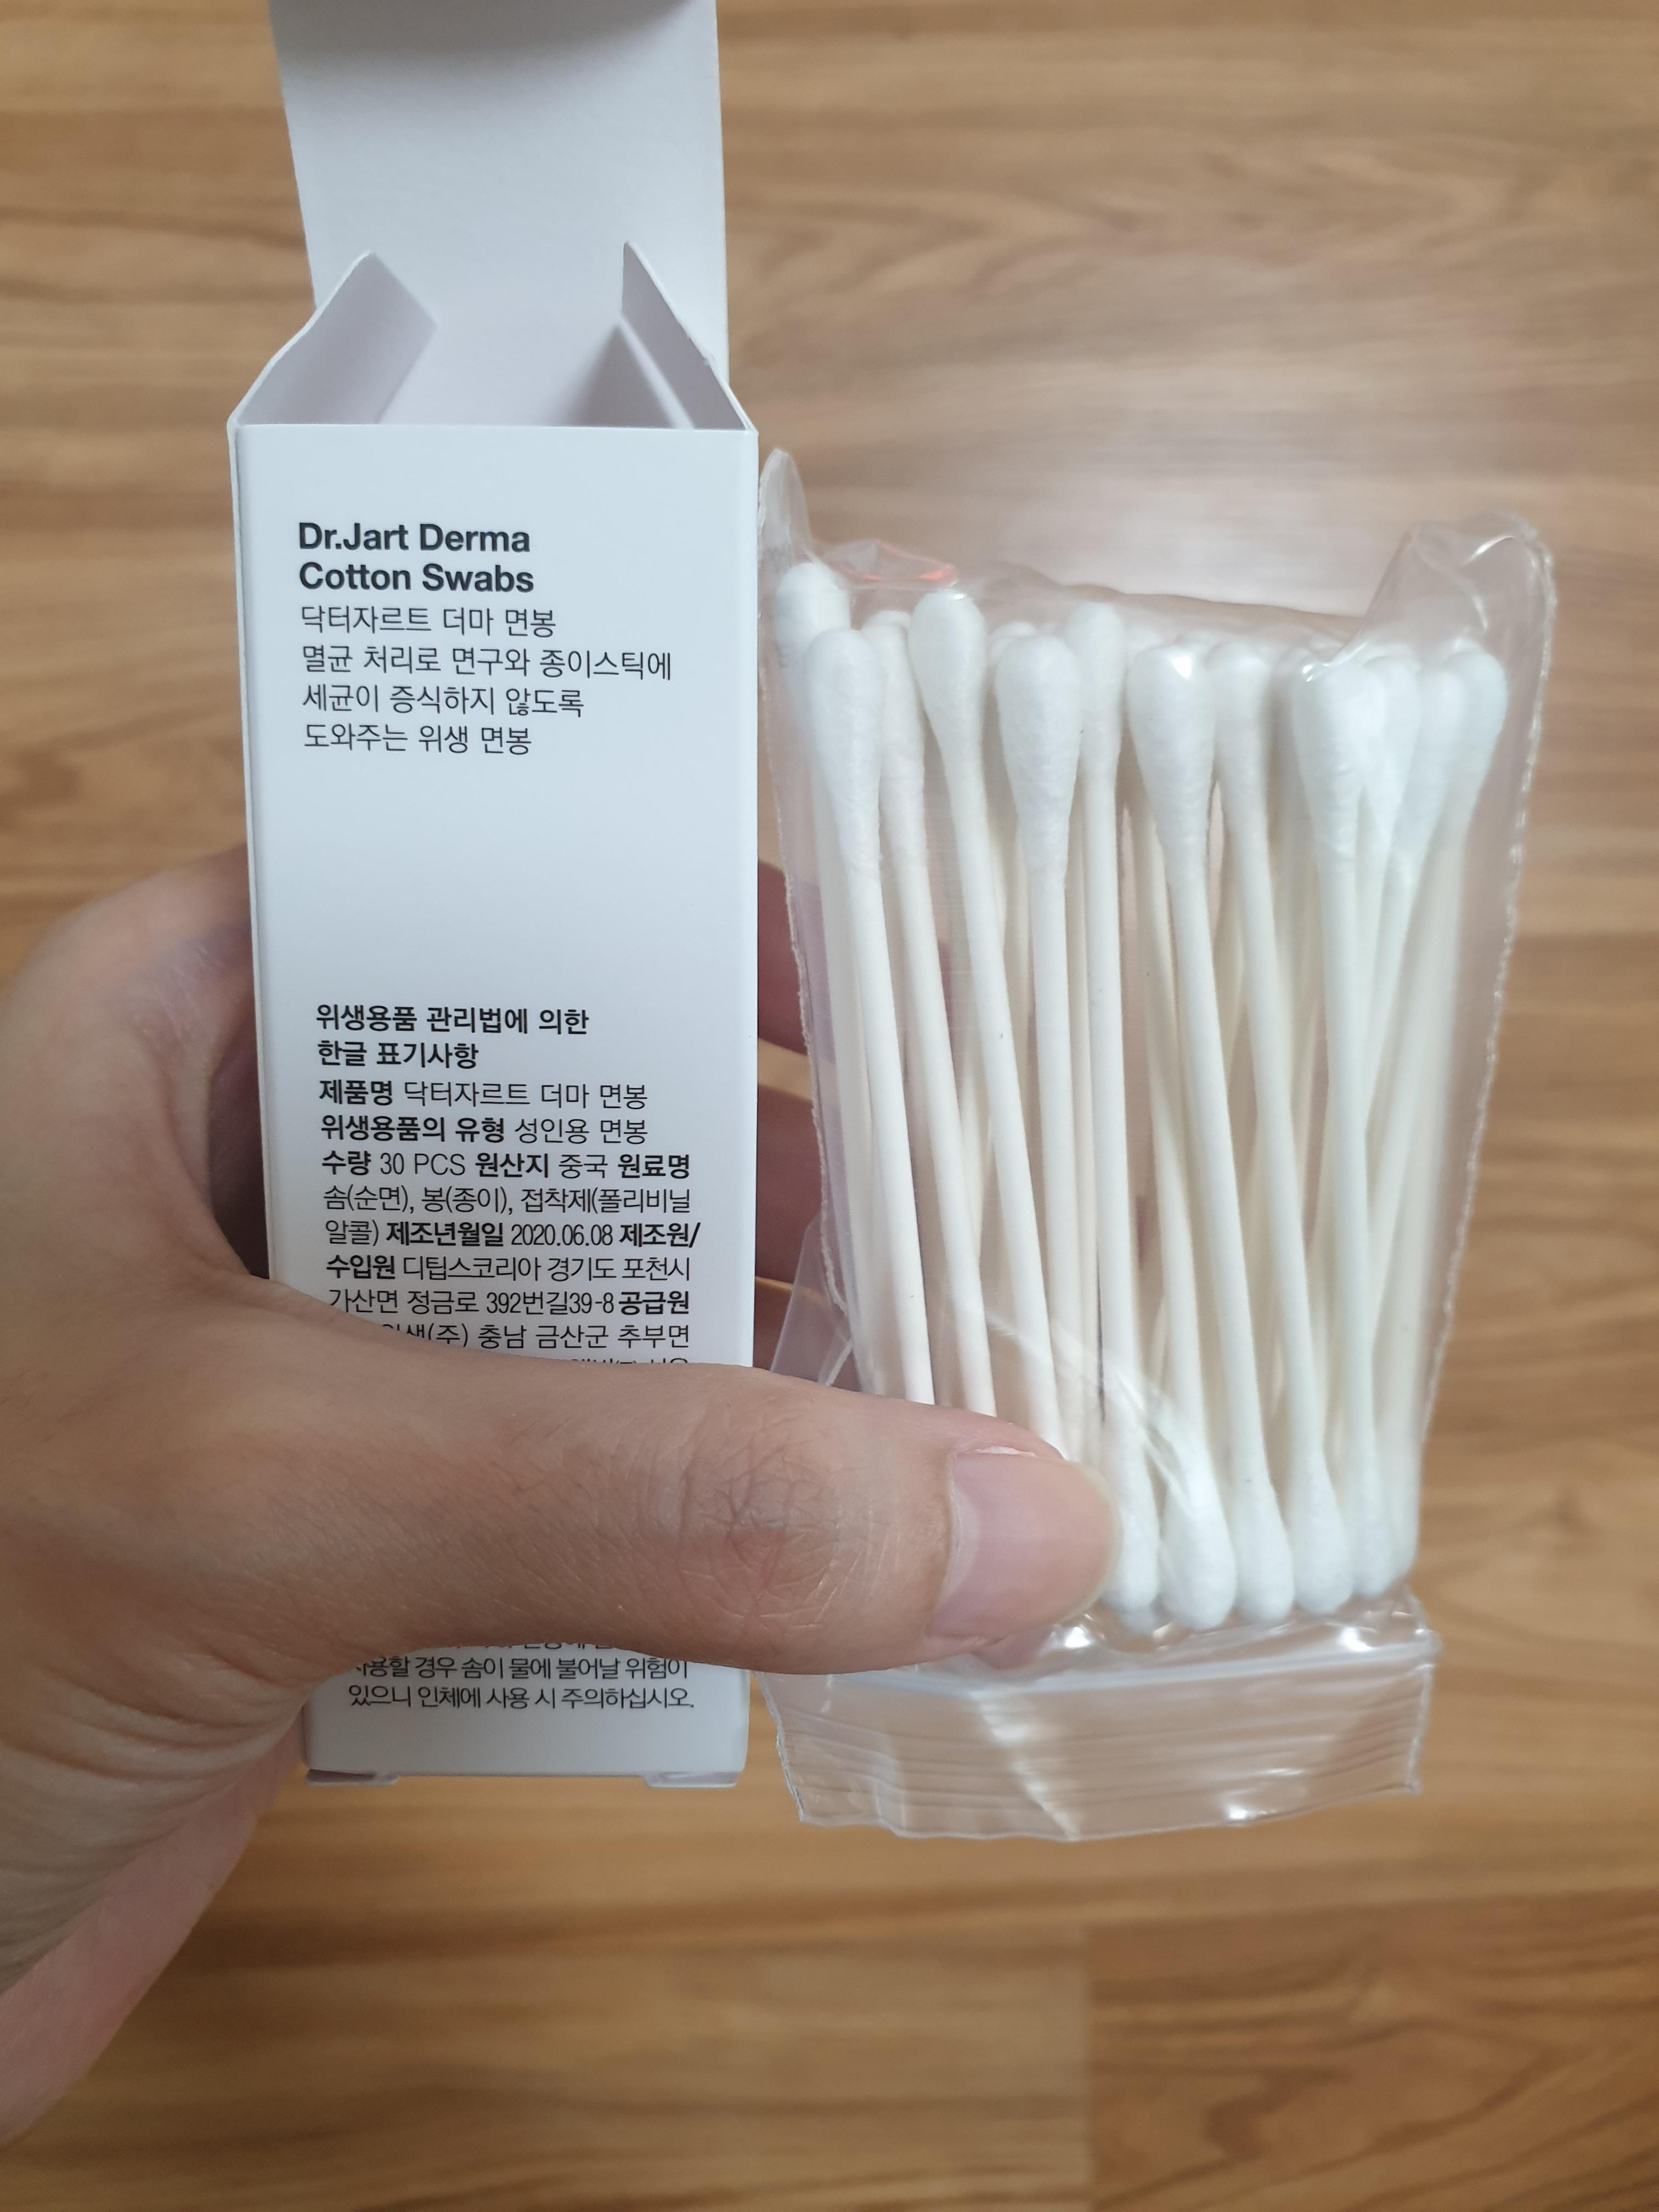 Dr.Jart Derma
Cotton Swabs
닥터자르트 더마 면봉
멸균 처리로 면구와 종이스틱에
세균이 증식하지 않도록
도와주는 위생 면봉
위생용품 관리법에 의한
한글 표기사항
제품명 닥터자르트 더마 면봉
위생용품의 유형 성인용 면봉
수량 30 PCS 원산지 중국 원료명
솜(순면), 봉(종이), 접착제(폴리비닐
알콜) 제조년월일 2020.06.08 제조원/
수입원 디팁스코리아 경기도 포천시
가산면 정금로 392번길39-8 공급원
충남 금산군 추부면
경우 솜이 물에 불어날 위험이
있으니 인체에 사용 시 주의하십시오.